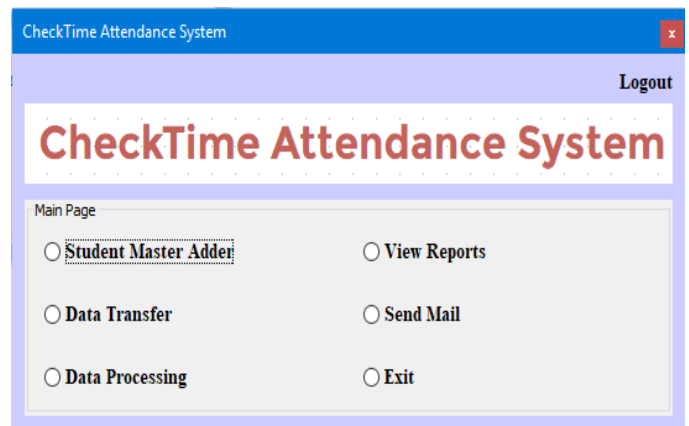 CheckTime Attendance System
x
Logout
CheckTime Attendance System
Main Page
Student Master Adder
View Reports
Data Transfer
Send Mail
Data Processing
Exit